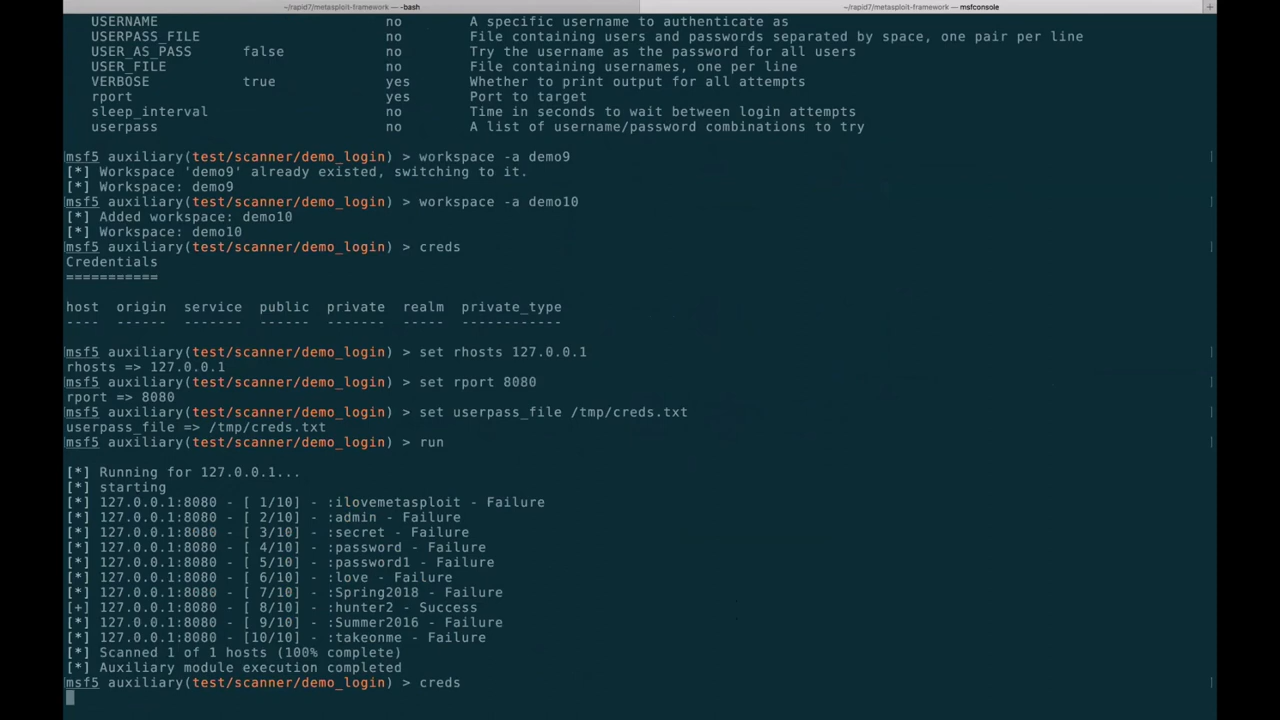 ~/rapid7/metasploit-framework — -bash
~/rapid7/metasploit-framework — msfconsole
+
USERNAME no A specific username to authenticate as
USERPASS_FILE no File containing users and passwords separated by space, one pair per line
USER_AS_PASS false no Try the username as the password for all users
USER_FILE no File containing usernames, one per line
VERBOSE true yes Whether to print output for all attempts
rport yes Port to target
sleep_interval no Time in seconds to wait between login attempts
userpass no A list of username/password combinations to try
msf5 auxiliary(test/scanner/demo_login) > workspace -a demo9
[*] Workspace 'demo9' already existed, switching to it.
[*] Workspace: demo9
msf5 auxiliary(test/scanner/demo_login) > workspace -a demo10
[*] Added workspace: demo10
[*] Workspace: demo10
msf5 auxiliary(test/scanner/demo_login) > creds
Credentials
===========
host origin service public private realm private_type
---- ------ ------- ------ ------- ----- ------------
msf5 auxiliary(test/scanner/demo_login) > set rhosts 127.0.0.1
rhosts => 127.0.0.1
msf5 auxiliary(test/scanner/demo_login) > set rport 8080
rport => 8080
msf5 auxiliary(test/scanner/demo_login) > set userpass_file /tmp/creds.txt
userpass_file => /tmp/creds.txt
msf5 auxiliary(test/scanner/demo_login) > run
[*] Running for 127.0.0.1...
[*] starting
[*] 127.0.0.1:8080 - [ 1/10] - :ilovemetasploit - Failure
[*] 127.0.0.1:8080 - [ 2/10] - :admin - Failure
[*] 127.0.0.1:8080 - [ 3/10] - :secret - Failure
[*] 127.0.0.1:8080 - [ 4/10] - :password - Failure
[*] 127.0.0.1:8080 - [ 5/10] - :password1 - Failure
[*] 127.0.0.1:8080 - [ 6/10] - :love - Failure
[*] 127.0.0.1:8080 - [ 7/10] - :Spring2018 - Failure
[+] 127.0.0.1:8080 - [ 8/10] - :hunter2 - Success
[*] 127.0.0.1:8080 - [ 9/10] - :Summer2016 - Failure
[*] 127.0.0.1:8080 - [10/10] - :takeonme - Failure
[*] Scanned 1 of 1 hosts (100% complete)
[*] Auxiliary module execution completed
msf5 auxiliary(test/scanner/demo_login) > creds